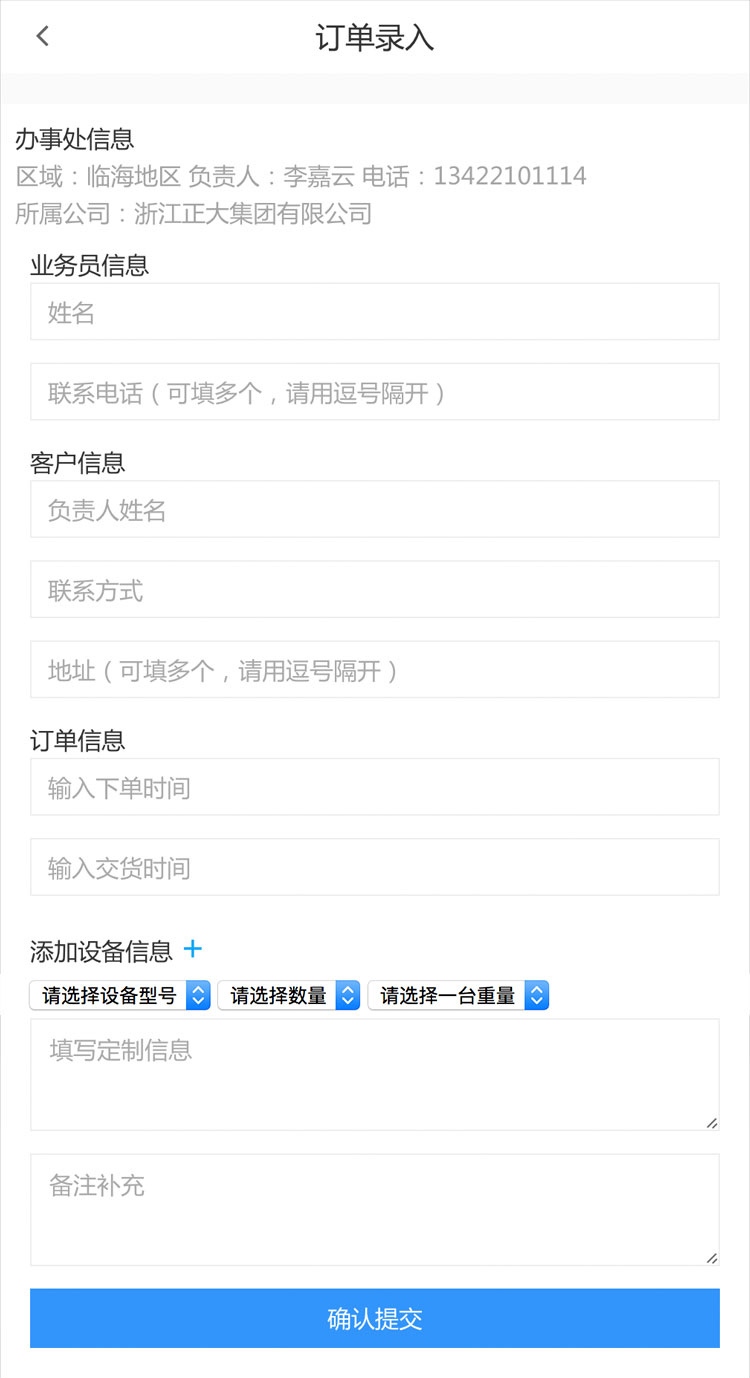 订单录入
办事处信息
区域：临海地区 负责人：李嘉云 电话：13422101114
所属公司：浙江正大集团有限公司
业务员信息
姓名
联系电话（可填多个，请用逗号隔开）
客户信息
负责人姓名
联系方式
地址（可填多个，请用逗号隔开）
订单信息
输入下单时间
输入交货时间
添加设备信息 +
请选择设备型号 请选择数量 请选择一台重量
填写定制信息
备注补充
确认提交